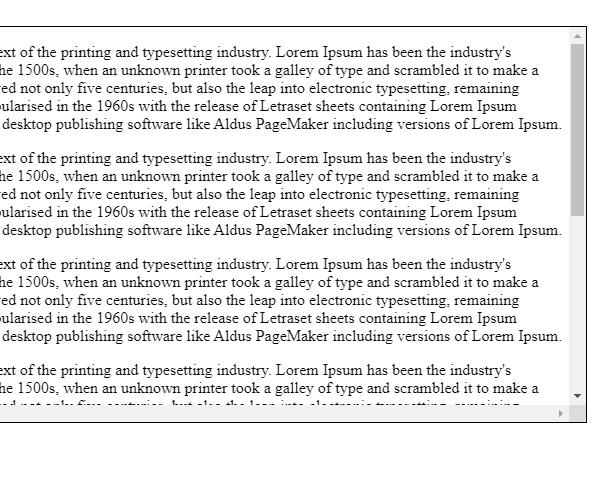 ext of the printing and typesetting industry. Lorem Ipsum has been the industry's
he 1500s, when an unknown printer took a galley of type and scrambled it to make a
ed not only five centuries, but also the leap into electronic typesetting, remaining
ularised in the 1960s with the release of Letraset sheets containing Lorem Ipsum
desktop publishing software like Aldus PageMaker including versions of Lorem Ipsum.
ext of the printing and typesetting industry. Lorem Ipsum has been the industry's
he 1500s, when an unknown printer took a galley of type and scrambled it to make a
ed not only five centuries, but also the leap into electronic typesetting, remaining
ularised in the 1960s with the release of Letraset sheets containing Lorem Ipsum
desktop publishing software like Aldus PageMaker including versions of Lorem Ipsum.
ext of the printing and typesetting industry. Lorem Ipsum has been the industry's
he 1500s, when an unknown printer took a galley of type and scrambled it to make a
ed not only five centuries, but also the leap into electronic typesetting, remaining
ularised in the 1960s with the release of Letraset sheets containing Lorem Ipsum
desktop publishing software like Aldus PageMaker including versions of Lorem Ipsum.
ext of the printing and typesetting industry. Lorem Ipsum has been the industry's
he 1500s, when an unknown printer took a galley of type and scrambled it to make a